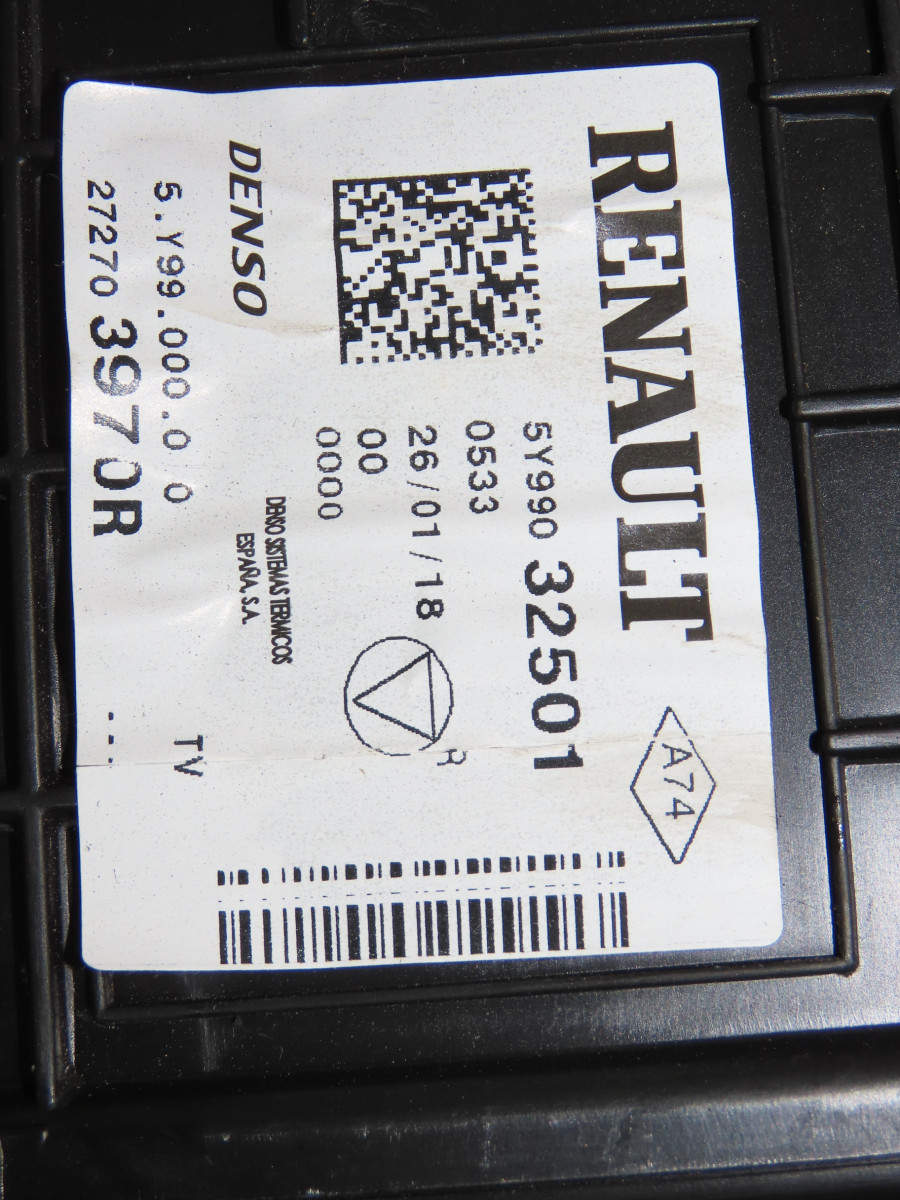 RENAULT
A74
5Y990 32501
0533
26/01/18
R
00
0000
DENSO
DENSO SISTEMAS TERMICOS
ESPAÑA, S.A.
TV
5.Y99.000.0 0
27270 3970R
---